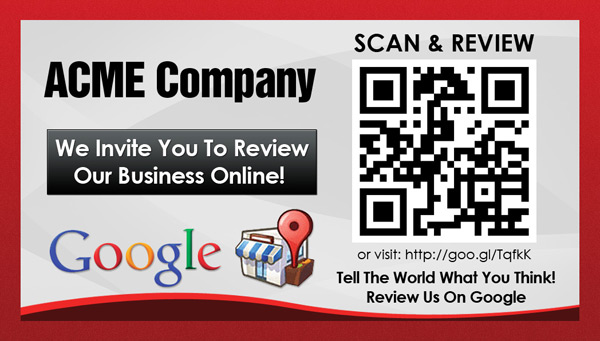 ACME Company
We Invite You To Review
Our Business Online!
Google
SCAN & REVIEW
or visit: http://goo.gl/TqfkK
Tell The World What You Think!
Review Us On Google